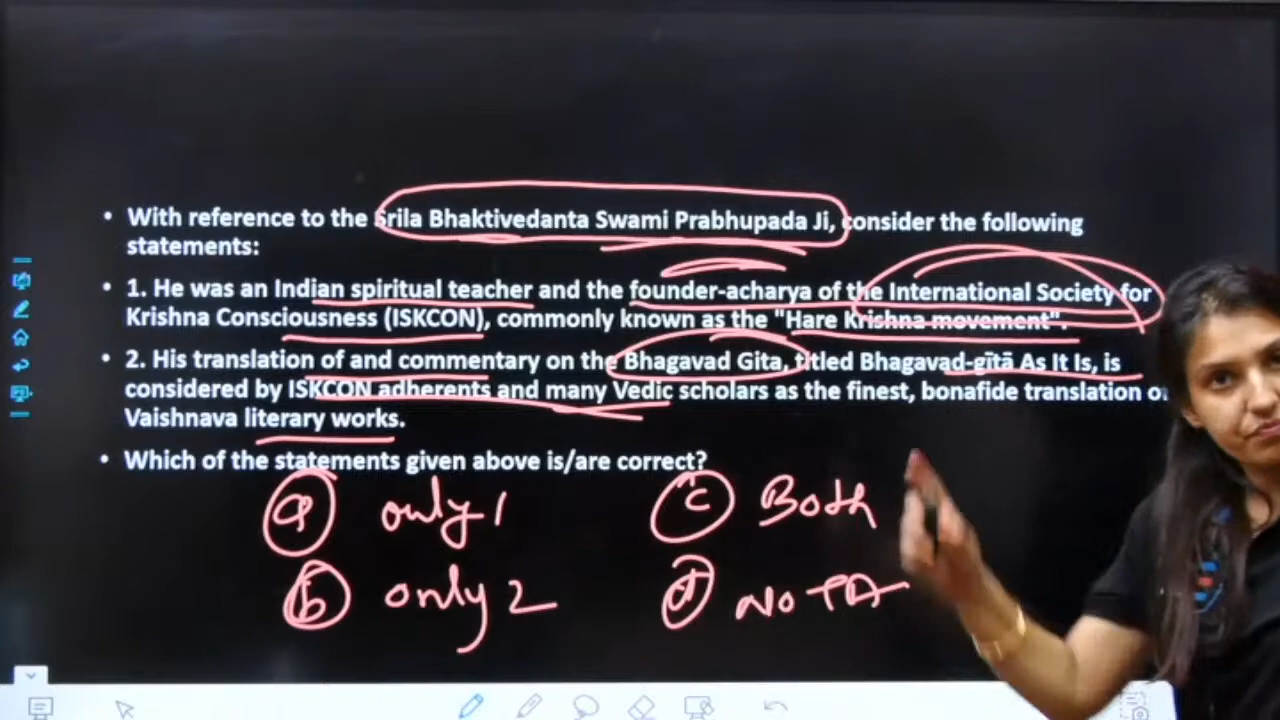 • With reference to the Srila Bhaktivedanta Swami Prabhupada Ji, consider the following
statements:
• 1. He was an Indian spiritual teacher and the founder-acharya of the International Society for
Krishna Consciousness (ISKCON), commonly known as the "Hare Krishna movement".
• 2. His translation of and commentary on the Bhagavad Gita, titled Bhagavad-gītā As It Is, is
considered by ISKCON adherents and many Vedic scholars as the finest, bonafide translation of
Vaishnava literary works.
• Which of the statements given above is/are correct?
a only 1 c Both
b only 2 d NOTA